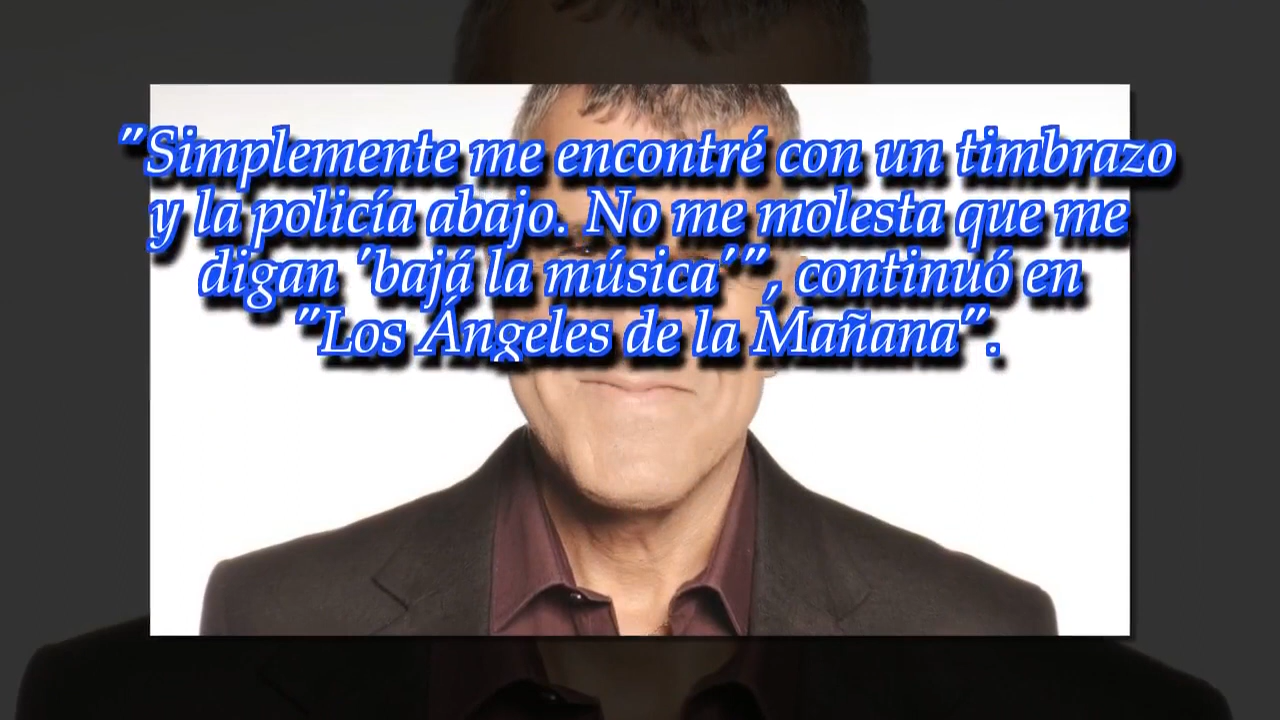 "Simplemente me encontré con un timbrazo
y la policía abajo. No me molesta que me
digan 'bajá la música'", continuó en
"Los Ángeles de la Mañana".